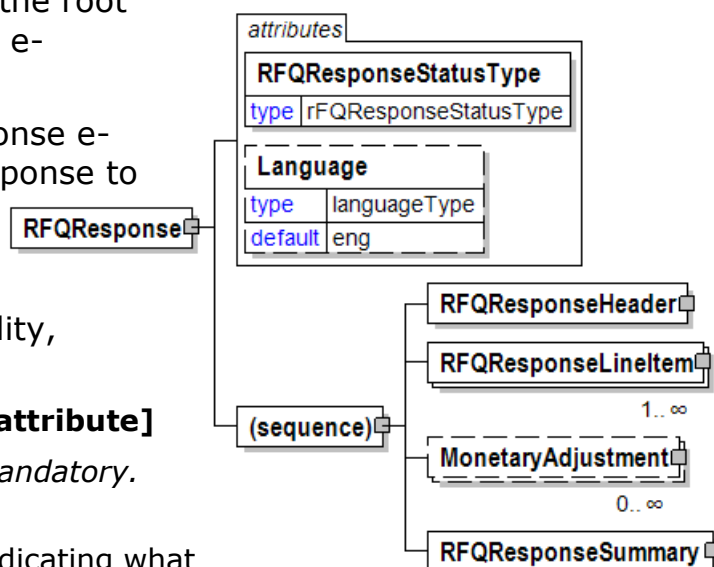 the root
e-
onse e-
ponse to
lity,
attribute]
andatory.
dicating what
attributes
RFQResponseStatusType
type rFQResponseStatusType
Language
type languageType
default eng
RFQResponse
(sequence)
RFQResponseHeader
RFQResponseLineItem
1.. ∞
MonetaryAdjustment
0.. ∞
RFQResponseSummary